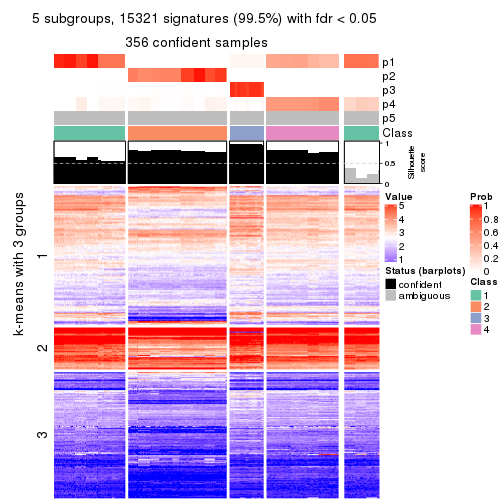 5 subgroups, 15321 signatures (99.5%) with fdr < 0.05
356 confident samples
p1
p2
p3
p4
p5
Class
1
0.5
0
Silhouette
score
k-means with 3 groups
1
2
3
Value
5
4
3
2
1
Status (barplots)
confident
ambiguous
Prob
1
0.8
0.6
0.4
0.2
0
Class
1
2
3
4